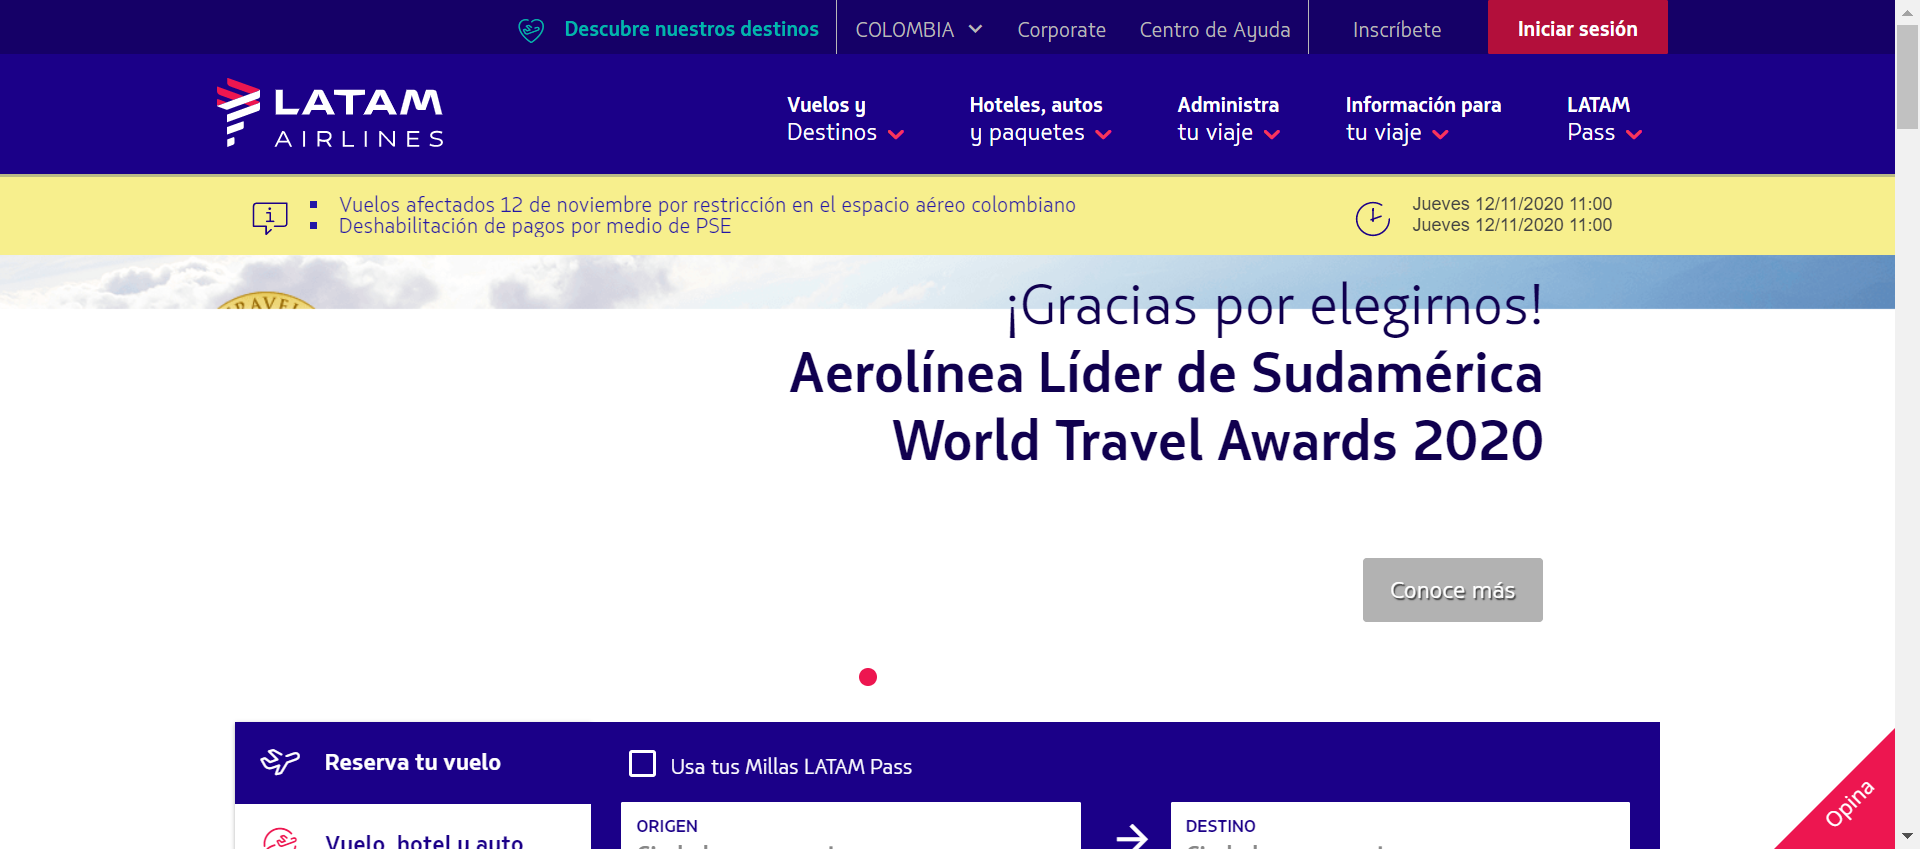 Descubre nuestros destinos
COLOMBIA
Corporate
Centro de Ayuda
Inscríbete
Iniciar sesión
LATAM
AIRLINES
Vuelos y
Destinos
Hoteles, autos
y paquetes
Administra
tu viaje
Información para
tu viaje
LATAM
Pass
Vuelos afectados 12 de noviembre por restricción en el espacio aéreo colombiano
Jueves 12/11/2020 11:00
Deshabilitación de pagos por medio de PSE
Jueves 12/11/2020 11:00
¡Gracias por elegirnos!
Aerolínea Líder de Sudamérica
World Travel Awards 2020
Conoce más
Reserva tu vuelo
Usa tus Millas LATAM Pass
Opina
ORIGEN
DESTINO
Vuelo, hotel y auto